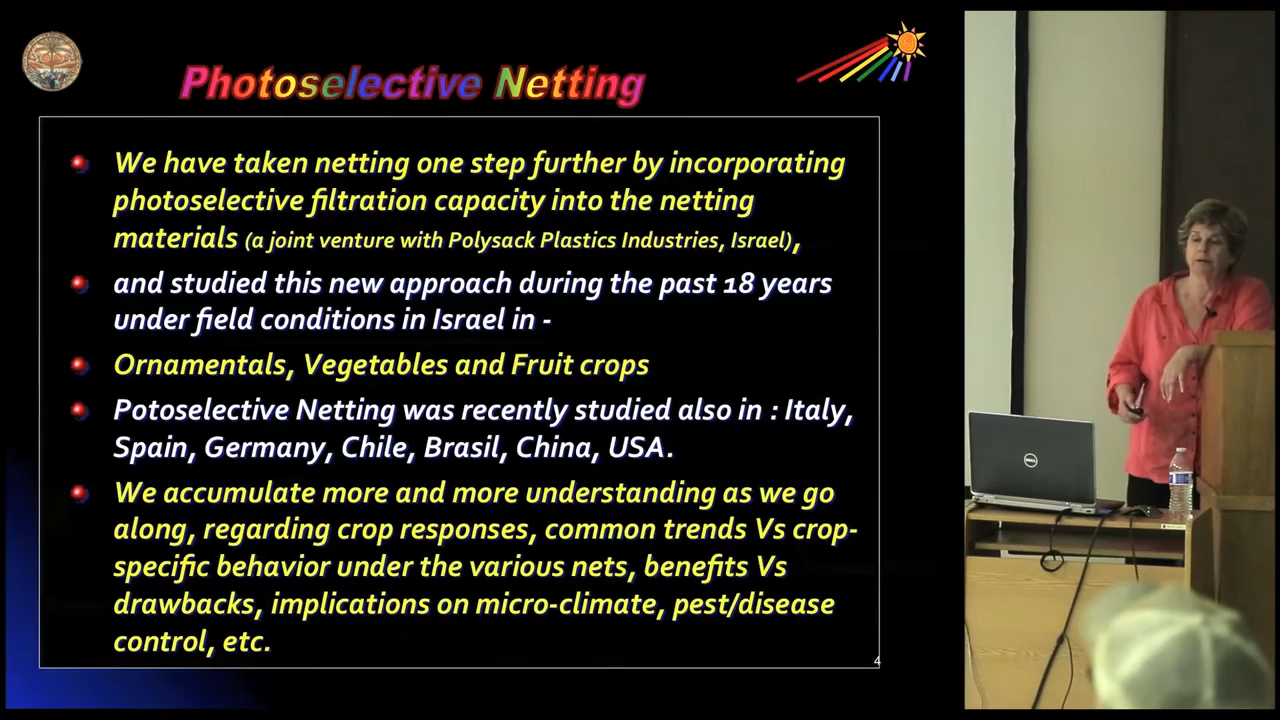 Photoselective Netting
We have taken netting one step further by incorporating
photoselective filtration capacity into the netting
materials (a joint venture with Polysack Plastics Industries, Israel),
and studied this new approach during the past 18 years
under field conditions in Israel in -
Ornamentals, Vegetables and Fruit crops
Potoselective Netting was recently studied also in : Italy,
Spain, Germany, Chile, Brasil, China, USA.
We accumulate more and more understanding as we go
along, regarding crop responses, common trends Vs crop-
specific behavior under the various nets, benefits Vs
drawbacks, implications on micro-climate, pest/disease
control, etc.
4
DELL